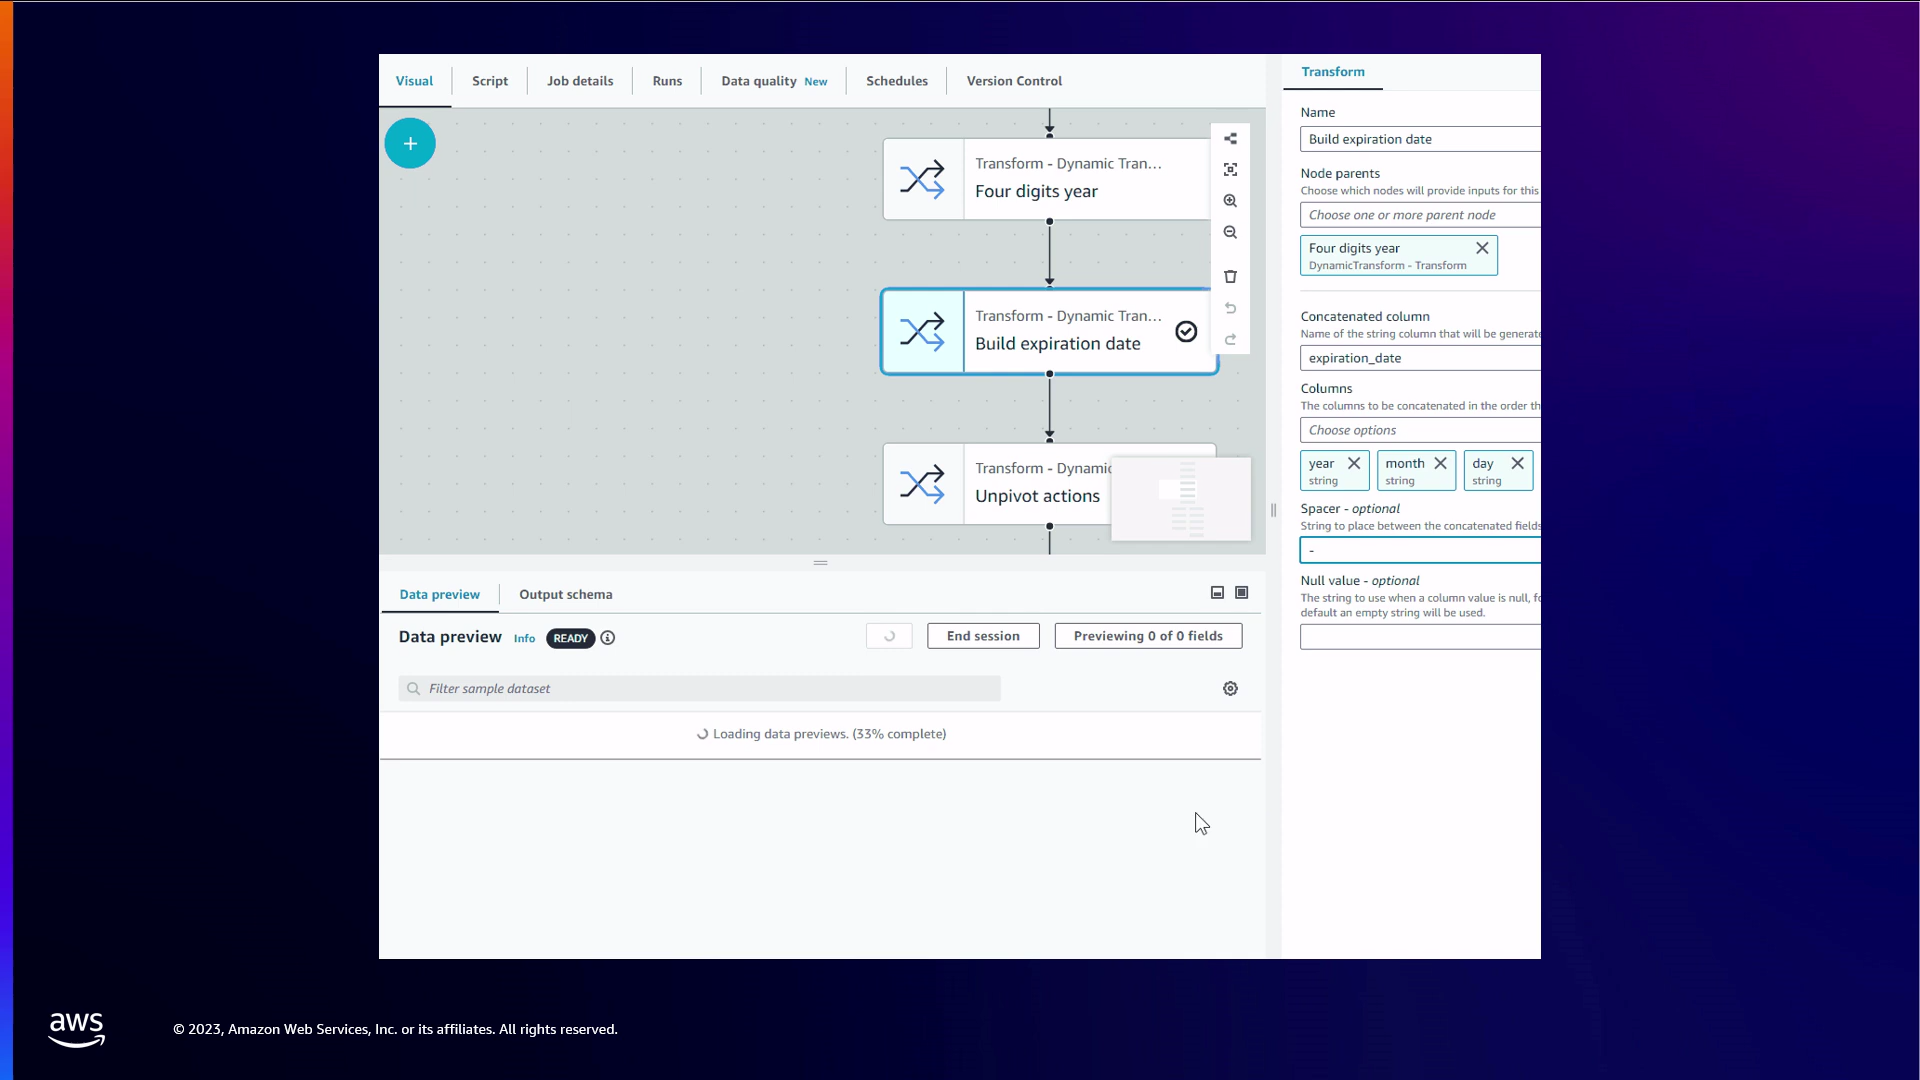 Visual
Script
Job details
Runs
Data quality New
Schedules
Version Control
Transform - Dynamic Tran...
Four digits year
Transform - Dynamic Tran...
Build expiration date
Transform - Dynamic
Unpivot actions
Data preview
Output schema
Data preview Info READY
End session
Previewing 0 of 0 fields
Filter sample dataset
Loading data previews. (33% complete)
Transform
Name
Build expiration date
Node parents
Choose which nodes will provide inputs for this
Choose one or more parent node
Four digits year
DynamicTransform - Transform
Concatenated column
Name of the string column that will be generate
expiration_date
Columns
The columns to be concatenated in the order th
Choose options
year month day
string string string
Spacer - optional
String to place between the concatenated fields
-
Null value - optional
The string to use when a column value is null, fo
default an empty string will be used.
aws
© 2023, Amazon Web Services, Inc. or its affiliates. All rights reserved.